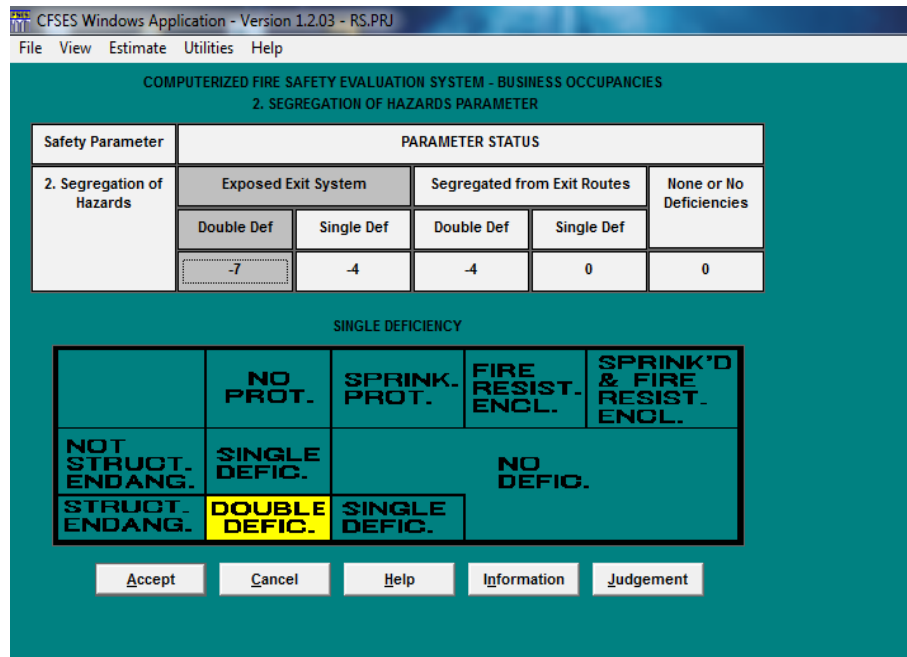 CFSES Windows Application - Version 1.2.03 - RS.PRJ
File View Estimate Utilities Help
COMPUTERIZED FIRE SAFETY EVALUATION SYSTEM - BUSINESS OCCUPANCIES
2. SEGREGATION OF HAZARDS PARAMETER
Safety Parameter PARAMETER STATUS
2. Segregation of Hazards
Exposed Exit System Segregated from Exit Routes None or No Deficiencies
Double Def Single Def Double Def Single Def
-7 -4 -4 0 0
SINGLE DEFICIENCY
NO PROT. SPRINK. PROT. FIRE RESIST. ENCL. SPRINK'D & FIRE RESIST. ENCL.
NOT STRUCT. ENDANG. SINGLE DEFIC. NO DEFIC.
STRUCT. ENDANG. DOUBLE DEFIC. SINGLE DEFIC.
Accept Cancel Help Information Judgement